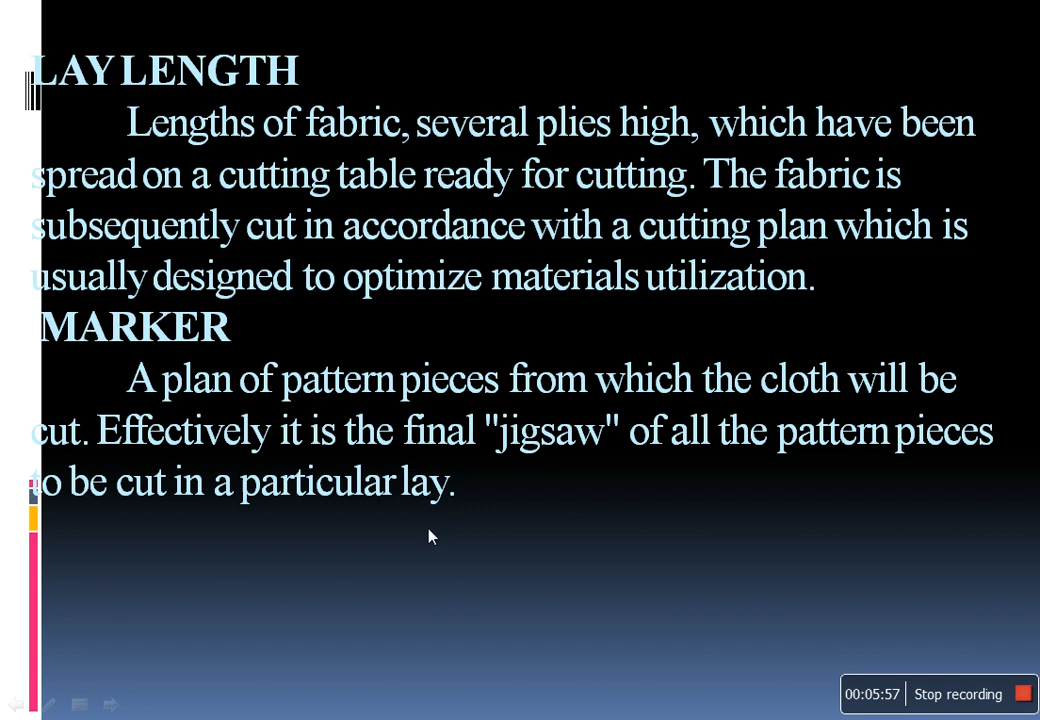 LAY LENGTH
Lengths of fabric, several plies high, which have been
spread on a cutting table ready for cutting. The fabric is
subsequently cut in accordance with a cutting plan which is
usually designed to optimize materials utilization.
MARKER
A plan of pattern pieces from which the cloth will be
cut. Effectively it is the final "jigsaw" of all the pattern pieces
to be cut in a particular lay.
00:05:57 Stop recording